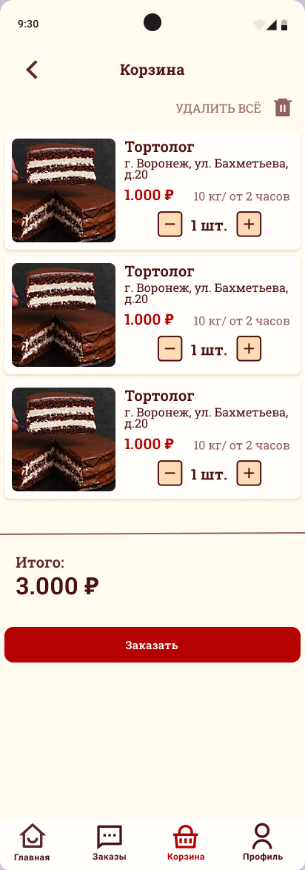 9:30
Корзина
УДАЛИТЬ ВСЁ
Тортолог
г. Воронеж, ул. Бахметьева,
д.20
1.000 ₽ 10 кг/ от 2 часов
1 шт.
Тортолог
г. Воронеж, ул. Бахметьева,
д.20
1.000 ₽ 10 кг/ от 2 часов
1 шт.
Тортолог
г. Воронеж, ул. Бахметьева,
д.20
1.000 ₽ 10 кг/ от 2 часов
1 шт.
Итого:
3.000 ₽
Заказать
Главная Заказы Корзина Профиль